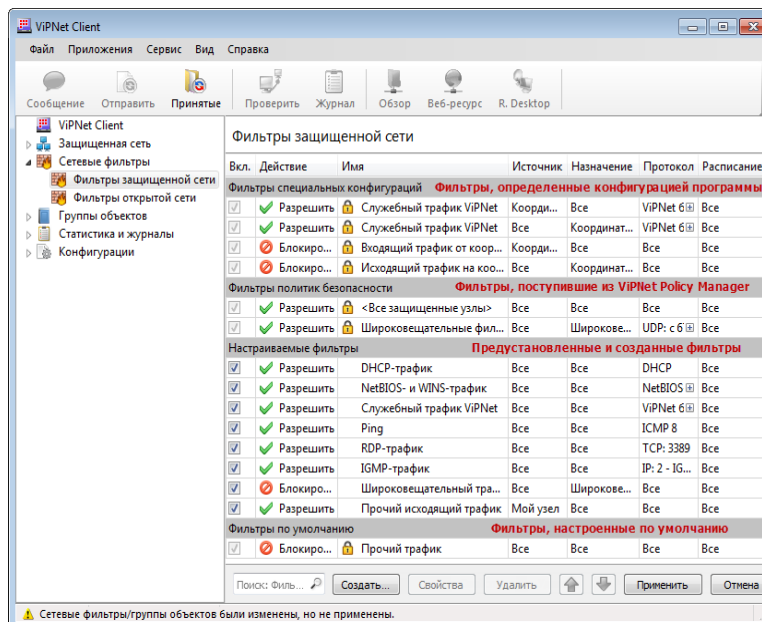 ViPNet Client
Файл Приложения Сервис Вид Справка
Сообщение Отправить Принятые Проверить Журнал Обзор Веб-ресурс R. Desktop
ViPNet Client
Защищенная сеть
Сетевые фильтры
Фильтры защищенной сети
Фильтры открытой сети
Группы объектов
Статистика и журналы
Конфигурации
Фильтры защищенной сети
Вкл. Действие Имя Источник Назначение Протокол Расписание
Фильтры специальных конфигураций Фильтры, определенные конфигурацией программы
Разрешить Служебный трафик ViPNet Коорди... Все ViPNet б Все
Разрешить Служебный трафик ViPNet Все Координат... ViPNet б Все
Блокиро... Входящий трафик от коор... Коорди... Все Все Все
Блокиро... Исходящий трафик на коо... Все Координат... Все Все
Фильтры политик безопасности Фильтры, поступившие из ViPNet Policy Manager
Разрешить <Все защищенные узлы> Все Все Все Все
Разрешить Широковещательные фил... Все Широкове... UDP: с 6 Все
Настраиваемые фильтры Предустановленные и созданные фильтры
Разрешить DHCP-трафик Все Все DHCP Все
Разрешить NetBIOS- и WINS-трафик Все Все NetBIOS Все
Разрешить Служебный трафик ViPNet Все Все ViPNet б Все
Разрешить Ping Все Все ICMP 8 Все
Разрешить RDP-трафик Все Все TCP: 3389 Все
Разрешить IGMP-трафик Все Все IP: 2 - IG... Все
Блокиро... Широковещательный тра... Все Широкове... Все Все
Разрешить Прочий исходящий трафик Мой узел Все Все Все
Фильтры по умолчанию Фильтры, настроенные по умолчанию
Блокиро... Прочий трафик Все Все Все Все
Поиск: Филь... Создать... Свойства Удалить Применить Отмена
Сетевые фильтры/группы объектов были изменены, но не применены.